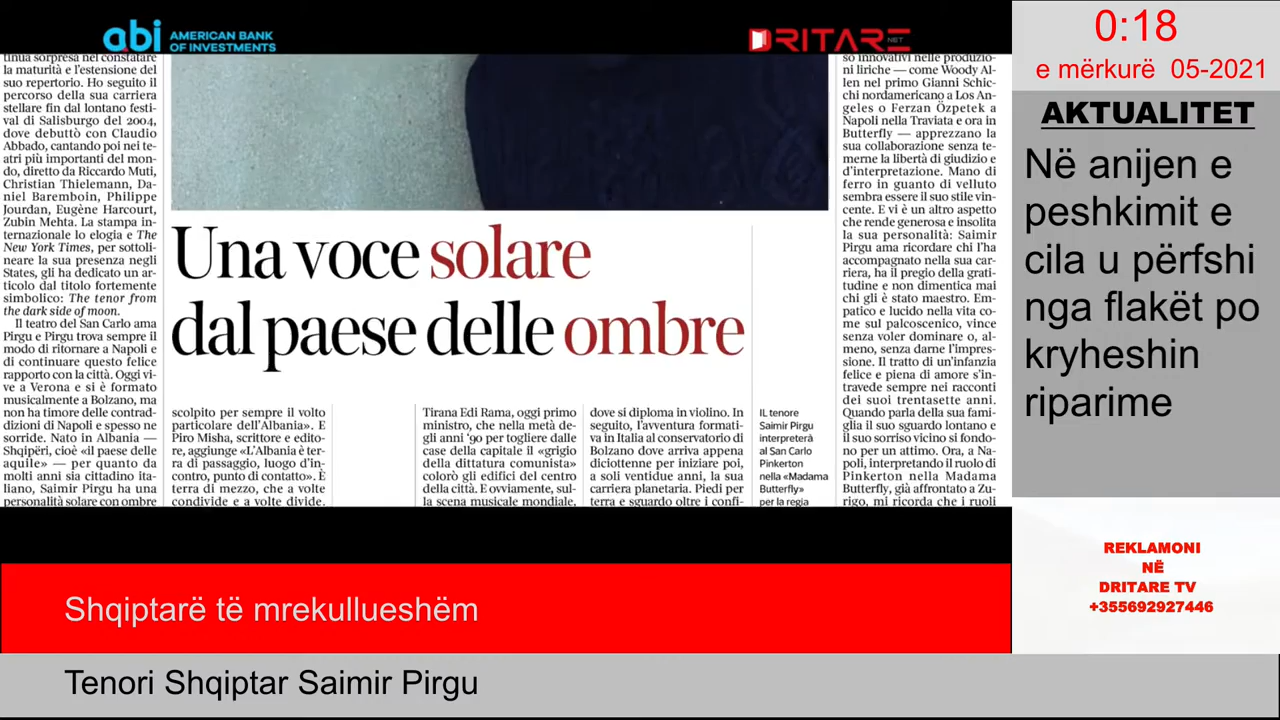 abi AMERICAN BANK
OF INVESTMENTS
DRITARE
NET
tinua sorpresa nel constatare
la maturità e l'estensione del
suo repertorio. Ho seguito il
percorso della sua carriera
stellare fin dal lontano festi-
val di Salisburgo del 2004,
dove debuttò con Claudio
Abbado, cantando poi nei te-
atri più importanti del mon-
do, diretto da Riccardo Muti,
Christian Thielemann, Da-
niel Baremboin, Philippe
Jourdan, Eugène Harcourt,
Zubin Mehta. La stampa in-
ternazionale lo elogia e The
New York Times, per sottoli-
neare la sua presenza negli
States, gli ha dedicato un ar-
ticolo dal titolo fortemente
simbolico: The tenor from
the dark side of moon.
Il teatro del San Carlo ama
Pirgu e Pirgu trova sempre il
modo di ritornare a Napoli e
di continuare questo felice
rapporto con la città. Oggi vi-
ve a Verona e si è formato
musicalmente a Bolzano, ma
non ha timore delle contrad-
dizioni di Napoli e spesso ne
sorride. Nato in Albania —
Shqipëri, cioè «il paese delle
aquile» — per quanto da
molti anni sia cittadino ita-
liano, Saimir Pirgu ha una
personalità solare con ombre
Una voce solare
dal paese delle ombre
scolpito per sempre il volto
particolare dell'Albania». E
Piro Misha, scrittore e edito-
re, aggiunge «L'Albania è ter-
ra di passaggio, luogo d'in-
contro, punto di contatto». È
terra di mezzo, che a volte
condivide e a volte divide.
Tirana Edi Rama, oggi primo
ministro, che nella metà de-
gli anni '90 per togliere dalle
case della capitale il «grigio
della dittatura comunista»
colorò gli edifici del centro
della città. E ovviamente, sul-
la scena musicale mondiale,
dove si diploma in violino. In
seguito, l'avventura formati-
va in Italia al conservatorio di
Bolzano dove arriva appena
diciottenne per iniziare poi,
a soli ventidue anni, la sua
carriera planetaria. Piedi per
terra e sguardo oltre i confi-
IL tenore
Saimir Pirgu
interpreterà
al San Carlo
Pinkerton
nella «Madama
Butterfly»
per la regia
so innovativi nelle produzio-
ni liriche — come Woody Al-
len nel primo Gianni Schic-
chi nordamericano a Los An-
geles o Ferzan Özpetek a
Napoli nella Traviata e ora in
Butterfly — apprezzano la
sua collaborazione senza te-
merne la libertà di giudizio e
d'interpretazione. Mano di
ferro in guanto di velluto
sembra essere il suo stile vin-
cente. E vi è un altro aspetto
che rende generosa e insolita
la sua personalità: Saimir
Pirgu ama ricordare chi l'ha
accompagnato nella sua car-
riera, ha il pregio della grati-
tudine e non dimentica mai
chi gli è stato maestro. Em-
patico e lucido nella vita co-
me sul palcoscenico, vince
senza voler dominare o, al-
meno, senza darne l'impres-
sione. Il tratto di un'infanzia
felice e piena di amore s'in-
travede sempre nei racconti
dei suoi trentasette anni.
Quando parla della sua fami-
glia il suo sguardo lontano e
il suo sorriso vicino si fondo-
no per un attimo. Ora, a Na-
poli, interpretando il ruolo di
Pinkerton nella Madama
Butterfly, già affrontato a Zu-
rigo, mi ricorda che i ruoli
0:18
e mërkurë 05-2021
AKTUALITET
Në anijen e
peshkimit e
cila u përfshi
nga flakët po
kryheshin
riparime
REKLAMONI
NË
DRITARE TV
+355692927446
Shqiptarë të mrekullueshëm
Tenori Shqiptar Saimir Pirgu